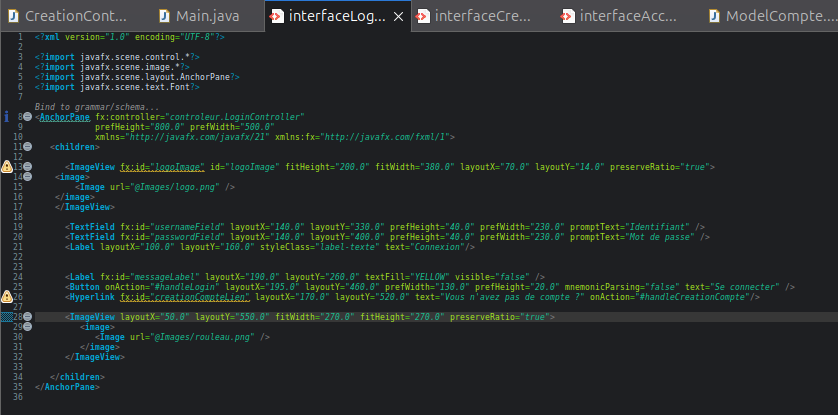 CreationCont...
Main.java
interfaceLog...
interfaceCre...
interfaceAcc...
ModelCompte....
1 <?xml version="1.0" encoding="UTF-8"?>
2
3 <?import javafx.scene.control.*?>
4 <?import javafx.scene.image.*?>
5 <?import javafx.scene.layout.AnchorPane?>
6 <?import javafx.scene.text.Font?>
7
Bind to grammar/schema...
8 <AnchorPane fx:controller="controleur.LoginController"
9 prefHeight="800.0" prefWidth="500.0"
10 xmlns="http://javafx.com/javafx/21" xmlns:fx="http://javafx.com/fxml/1">
11 <children>
12
13 <ImageView fx:id="logoImage" id="logoImage" fitHeight="200.0" fitWidth="380.0" layoutX="70.0" layoutY="14.0" preserveRatio="true">
14 <image>
15 <Image url="@Images/logo.png" />
16 </image>
17 </ImageView>
18
19 <TextField fx:id="usernameField" layoutX="140.0" layoutY="330.0" prefHeight="40.0" prefWidth="230.0" promptText="Identifiant" />
20 <TextField fx:id="passwordField" layoutX="140.0" layoutY="400.0" prefHeight="40.0" prefWidth="230.0" promptText="Mot de passe" />
21 <Label layoutX="100.0" layoutY="160.0" styleClass="label-texte" text="Connexion"/>
22
23
24 <Label fx:id="messageLabel" layoutX="190.0" layoutY="260.0" textFill="YELLOW" visible="false" />
25 <Button onAction="#handleLogin" layoutX="195.0" layoutY="460.0" prefWidth="130.0" prefHeight="20.0" mnemonicParsing="false" text="Se connecter" />
26 <Hyperlink fx:id="creationCompteLien" layoutX="170.0" layoutY="520.0" text="Vous n'avez pas de compte ?" onAction="#handleCreationCompte"/>
27
28 <ImageView layoutX="50.0" layoutY="550.0" fitWidth="270.0" fitHeight="270.0" preserveRatio="true">
29 <image>
30 <Image url="@Images/rouleau.png" />
31 </image>
32 </ImageView>
33
34 </children>
35 </AnchorPane>
36